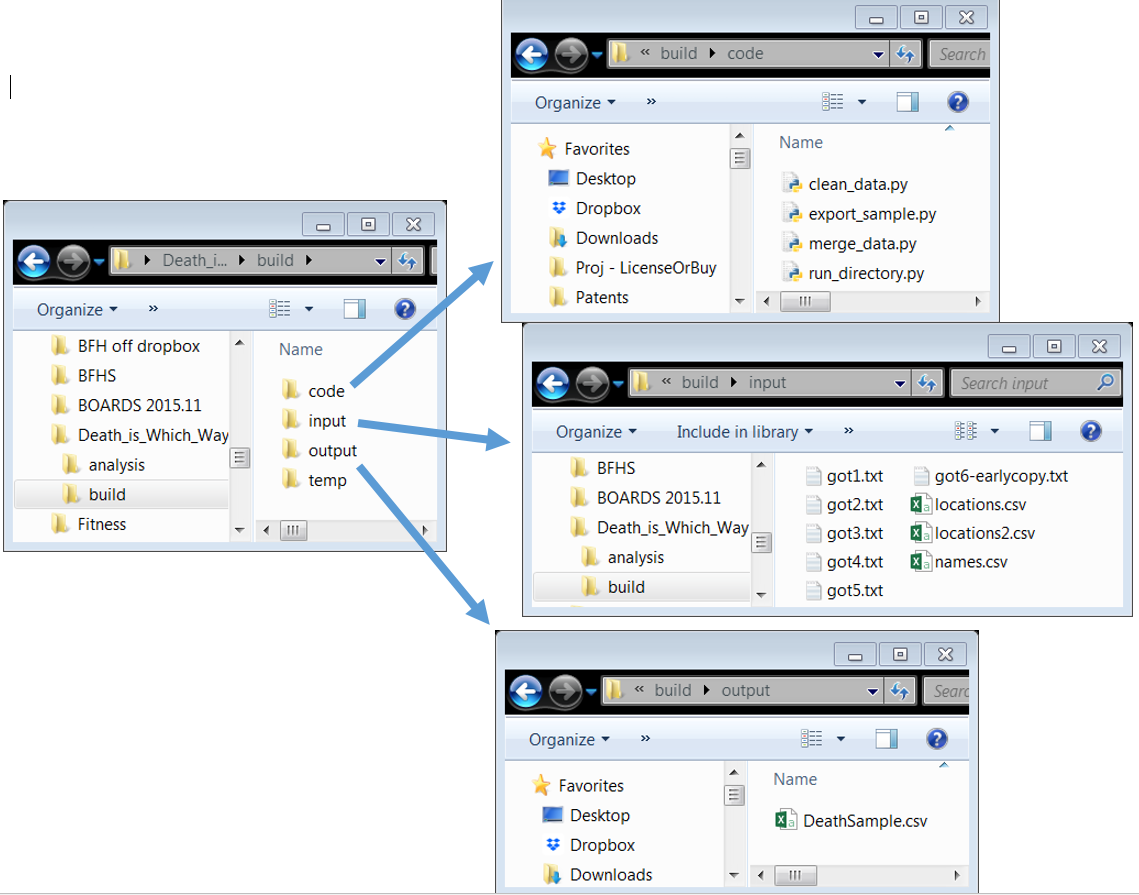 Death_i... build
Organize »
BFH off dropbox
BFHS
BOARDS 2015.11
Death_is_Which_Way
analysis
build
Fitness
Name
code
input
output
temp
« build code
Search
Organize »
Favorites
Desktop
Dropbox
Downloads
Proj - LicenseOrBuy
Patents
Name
clean_data.py
export_sample.py
merge_data.py
run_directory.py
« build input
Search input
Organize Include in library »
BFHS
BOARDS 2015.11
Death_is_Which_Way
analysis
build
got1.txt
got2.txt
got3.txt
got4.txt
got5.txt
got6-earlycopy.txt
locations.csv
locations2.csv
names.csv
« build output
Searc
Organize »
Favorites
Desktop
Dropbox
Downloads
Name
DeathSample.csv